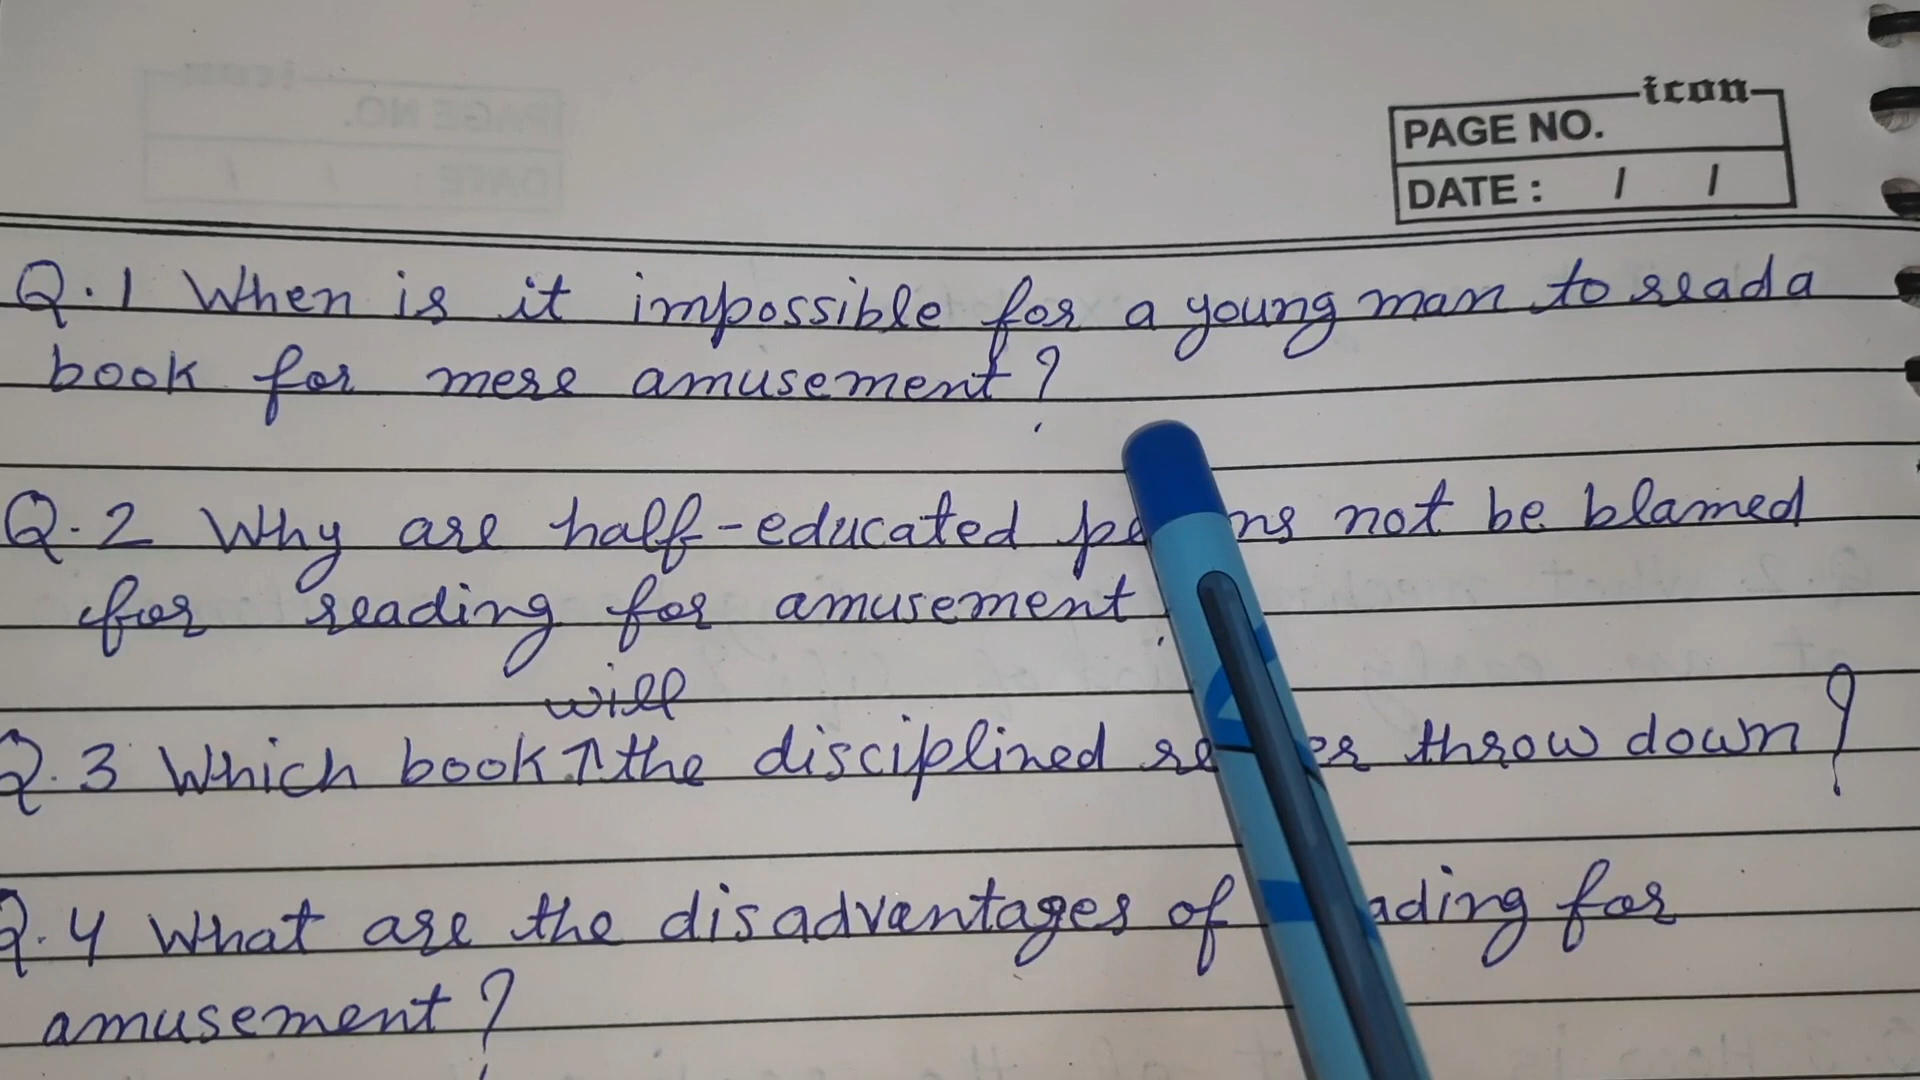 icon
PAGE NO.
DATE : / /
Q.1 When is it impossible for a young man to read a
book for mere amusement?
Q.2 Why are half-educated ns not be blamed
for reading for amusement
will
Q.3 Which book ↑ the disciplined throw down?
Q.4 What are the disadvantages of ading for
amusement?